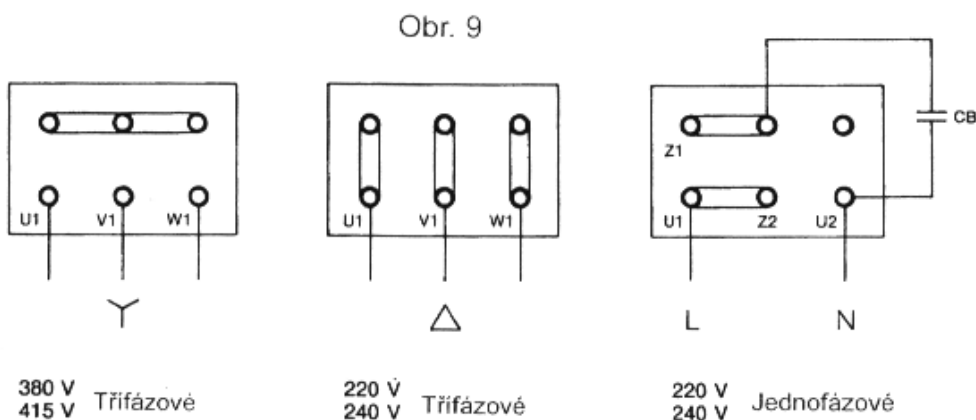 Obr. 9
U1 V1 W1
U1 V1 W1
Z1
CB
U1 Z2 U2
L N
380 V
415 V Třífázové
220 V
240 V Třífázové
220 V
240 V Jednofázové